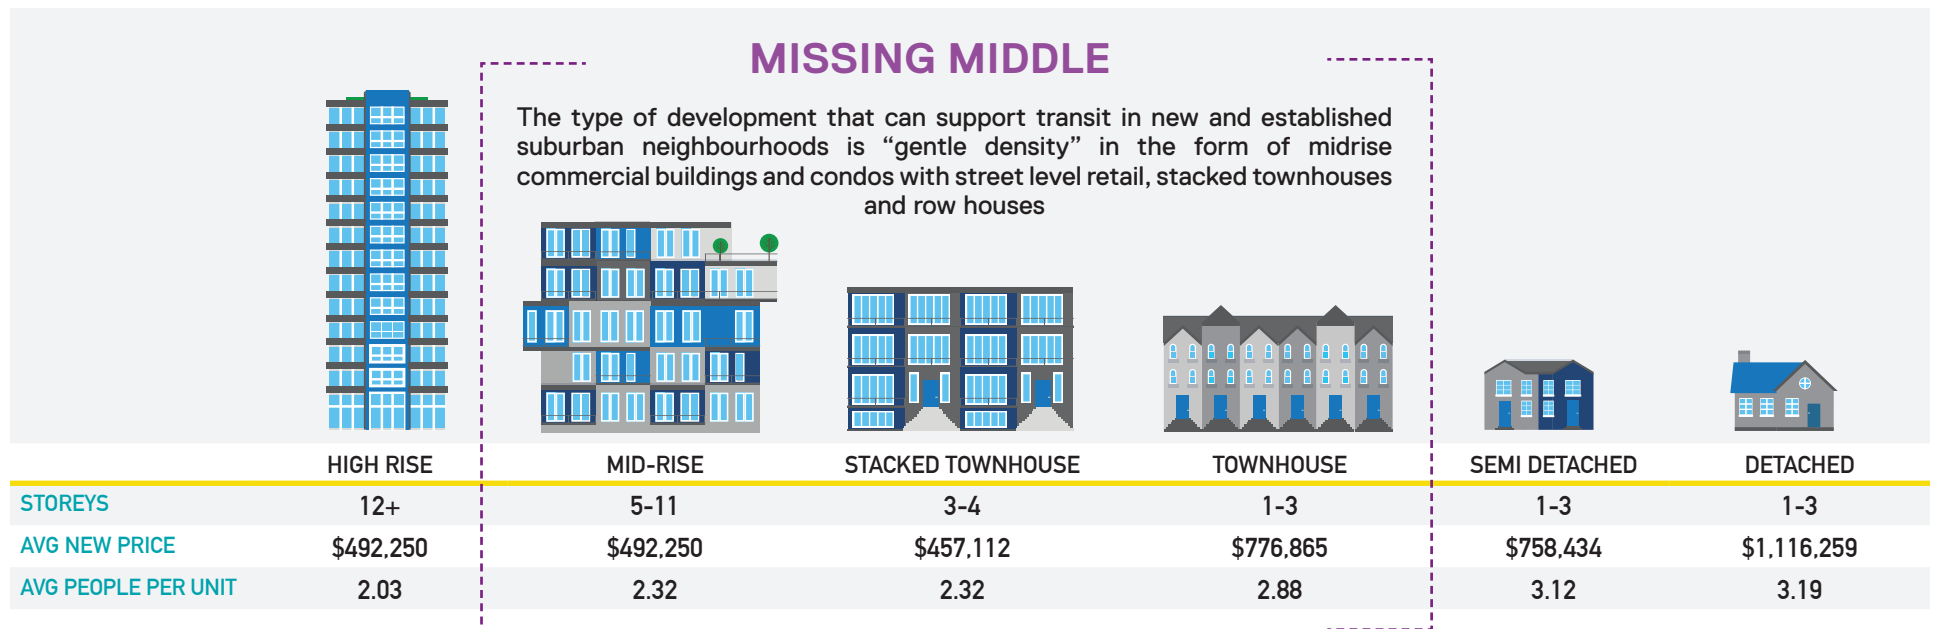 MISSING MIDDLE
The type of development that can support transit in new and established
suburban neighbourhoods is “gentle density” in the form of midrise
commercial buildings and condos with street level retail, stacked townhouses
and row houses
HIGH RISE MID-RISE STACKED TOWNHOUSE TOWNHOUSE SEMI DETACHED DETACHED
STOREYS 12+ 5-11 3-4 1-3 1-3 1-3
AVG NEW PRICE $492,250 $492,250 $457,112 $776,865 $758,434 $1,116,259
AVG PEOPLE PER UNIT 2.03 2.32 2.32 2.88 3.12 3.19